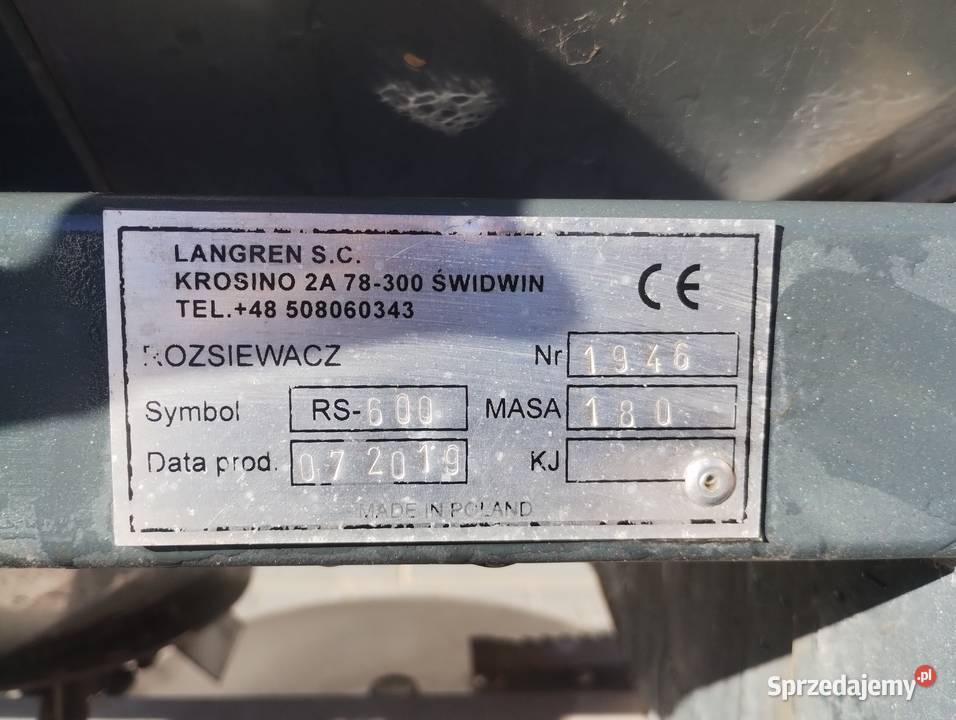 LANGREN S.C.
KROSINO 2A 78-300 ŚWIDWIN
TEL.+48 508060343
CE
ROZSIEWACZ Nr 1946
Symbol RS-600 MASA 180
Data prod. 07 2019 KJ
MADE IN POLAND
Sprzedajemy.pl